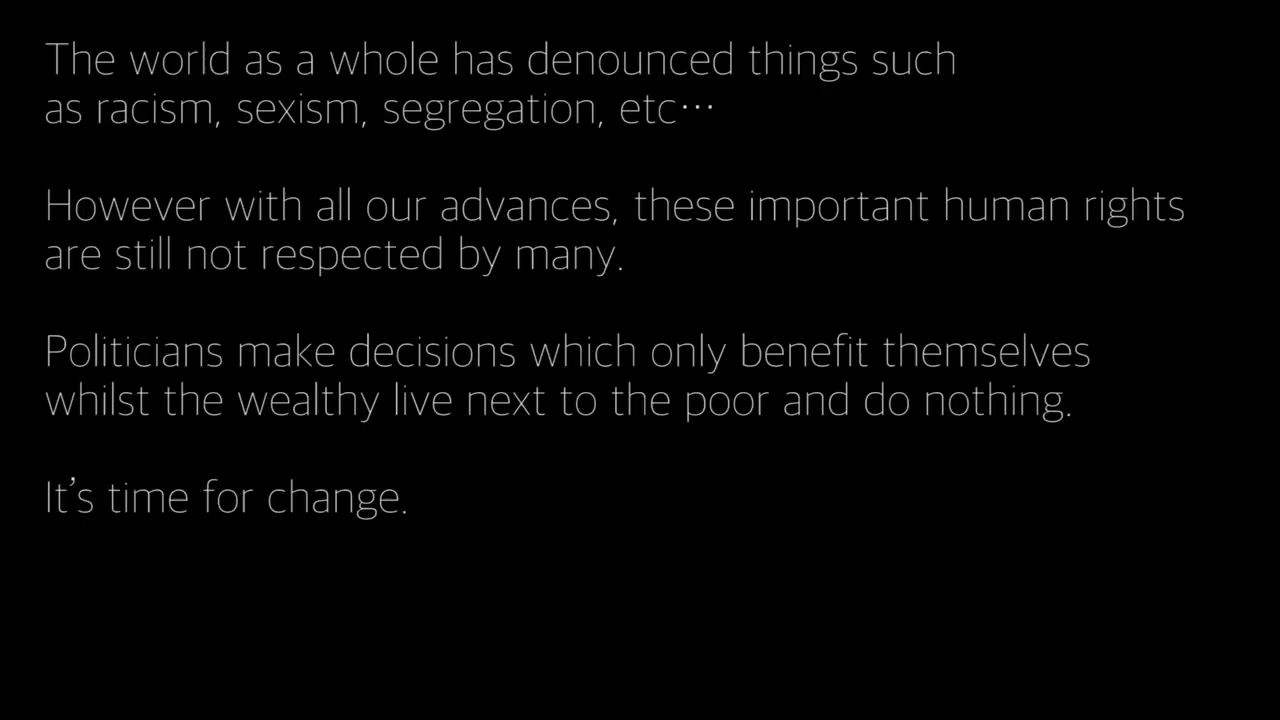 The world as a whole has denounced things such
as racism, sexism, segregation, etc···
However with all our advances, these important human rights
are still not respected by many.
Politicians make decisions which only benefit themselves
whilst the wealthy live next to the poor and do nothing.
It’s time for change.